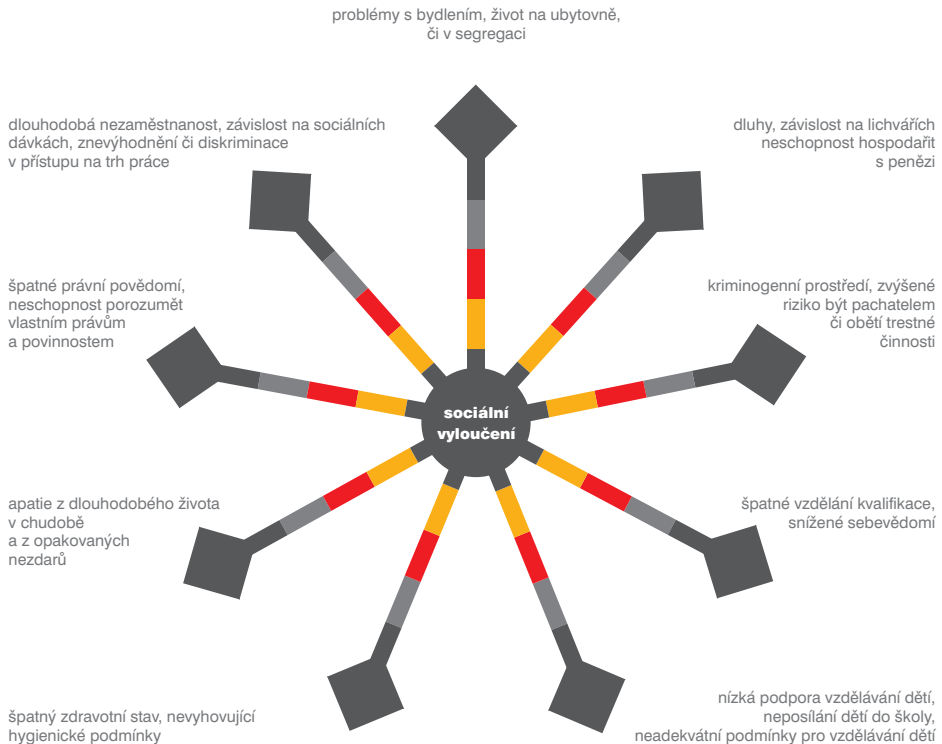 problémy s bydlením, život na ubytovně,
či v segregaci
dlouhodobá nezaměstnanost, závislost na sociálních
dávkách, znevýhodnění či diskriminace
v přístupu na trh práce
dluhy, závislost na lichvářích
neschopnost hospodařit
s penězi
špatné právní povědomí,
neschopnost porozumět
vlastním právům
a povinnostem
kriminogenní prostředí, zvýšené
riziko být pachatelem
či obětí trestné
činnosti
sociální
vyloučení
apatie z dlouhodobého života
v chudobě
a z opakovaných
nezdarů
špatné vzdělání kvalifikace,
snížené sebevědomí
špatný zdravotní stav, nevyhovující
hygienické podmínky
nízká podpora vzdělávání dětí,
neposílání dětí do školy,
neadekvátní podmínky pro vzdělávání dětí